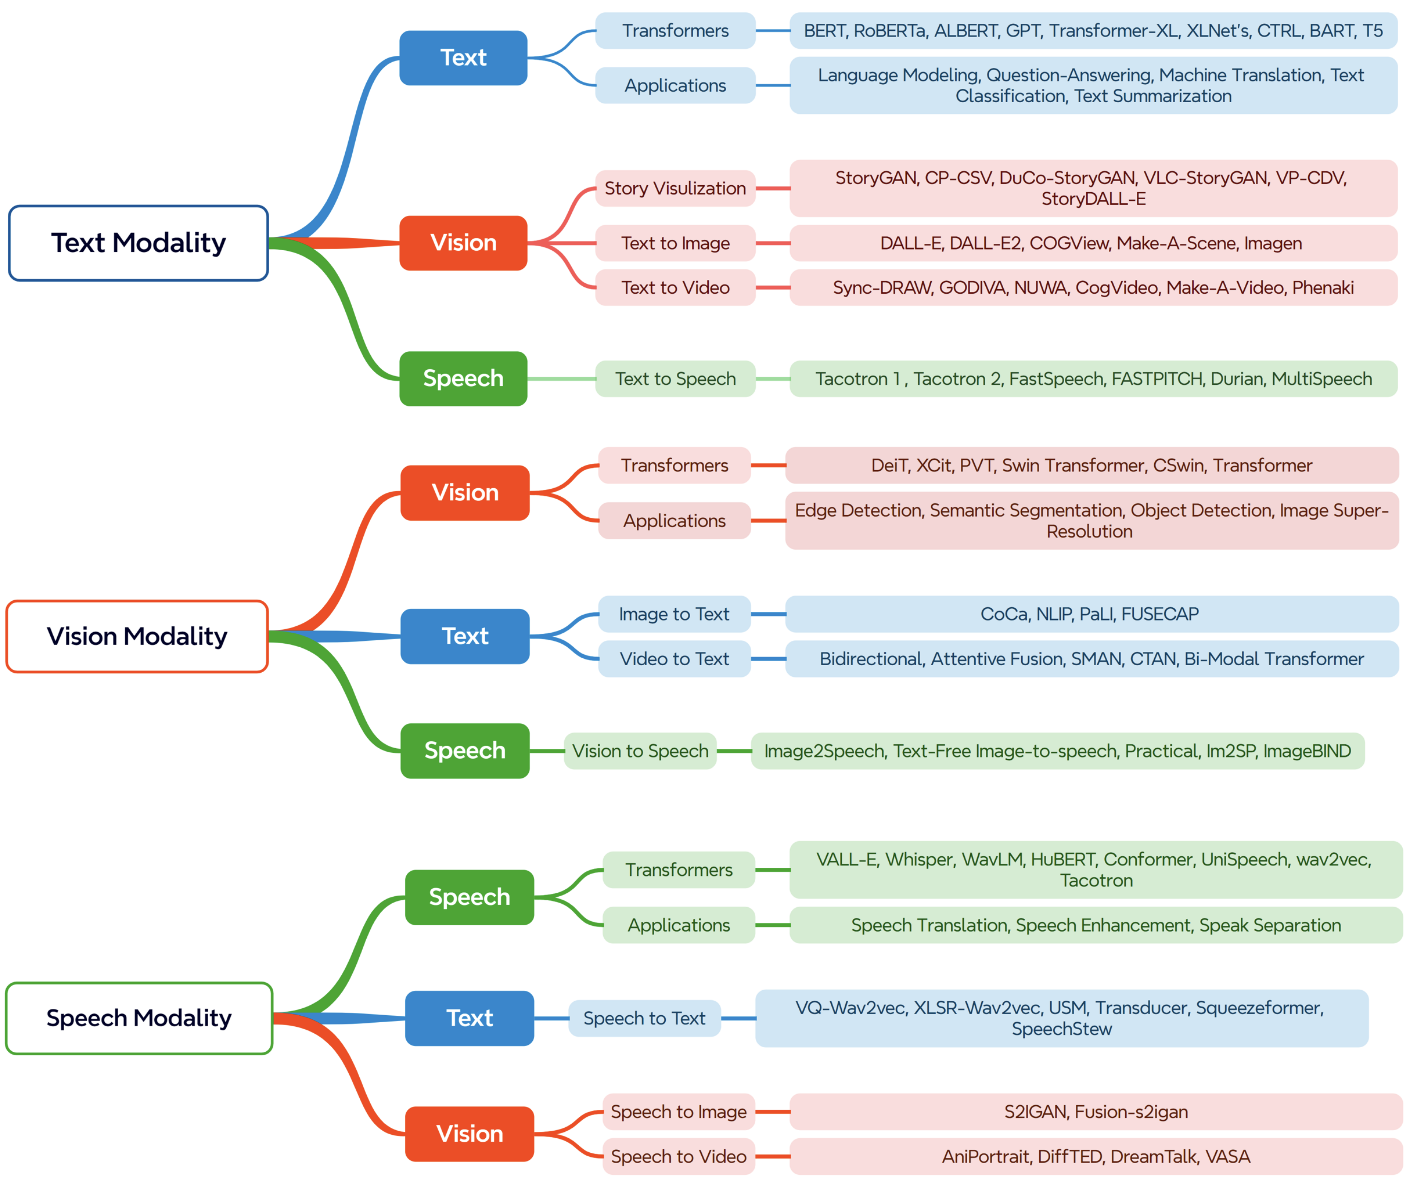 Text Modality
Text
Transformers
BERT, RoBERTa, ALBERT, GPT, Transformer-XL, XLNet's, CTRL, BART, T5
Applications
Language Modeling, Question-Answering, Machine Translation, Text
Classification, Text Summarization
Vision
Story Visulization
StoryGAN, CP-CSV, DuCo-StoryGAN, VLC-StoryGAN, VP-CDV,
StoryDALL-E
Text to Image
DALL-E, DALL-E2, COGView, Make-A-Scene, Imagen
Text to Video
Sync-DRAW, GODIVA, NUWA, CogVideo, Make-A-Video, Phenaki
Speech
Text to Speech
Tacotron 1 , Tacotron 2, FastSpeech, FASTPITCH, Durian, MultiSpeech
Vision Modality
Vision
Transformers
DeiT, XCit, PVT, Swin Transformer, CSwin, Transformer
Applications
Edge Detection, Semantic Segmentation, Object Detection, Image Super-
Resolution
Text
Image to Text
CoCa, NLIP, PaLI, FUSECAP
Video to Text
Bidirectional, Attentive Fusion, SMAN, CTAN, Bi-Modal Transformer
Speech
Vision to Speech
Image2Speech, Text-Free Image-to-speech, Practical, Im2SP, ImageBIND
Speech Modality
Speech
Transformers
VALL-E, Whisper, WavLM, HuBERT, Conformer, UniSpeech, wav2vec,
Tacotron
Applications
Speech Translation, Speech Enhancement, Speak Separation
Text
Speech to Text
VQ-Wav2vec, XLSR-Wav2vec, USM, Transducer, Squeezeformer,
SpeechStew
Vision
Speech to Image
S2IGAN, Fusion-s2igan
Speech to Video
AniPortrait, DiffTED, DreamTalk, VASA